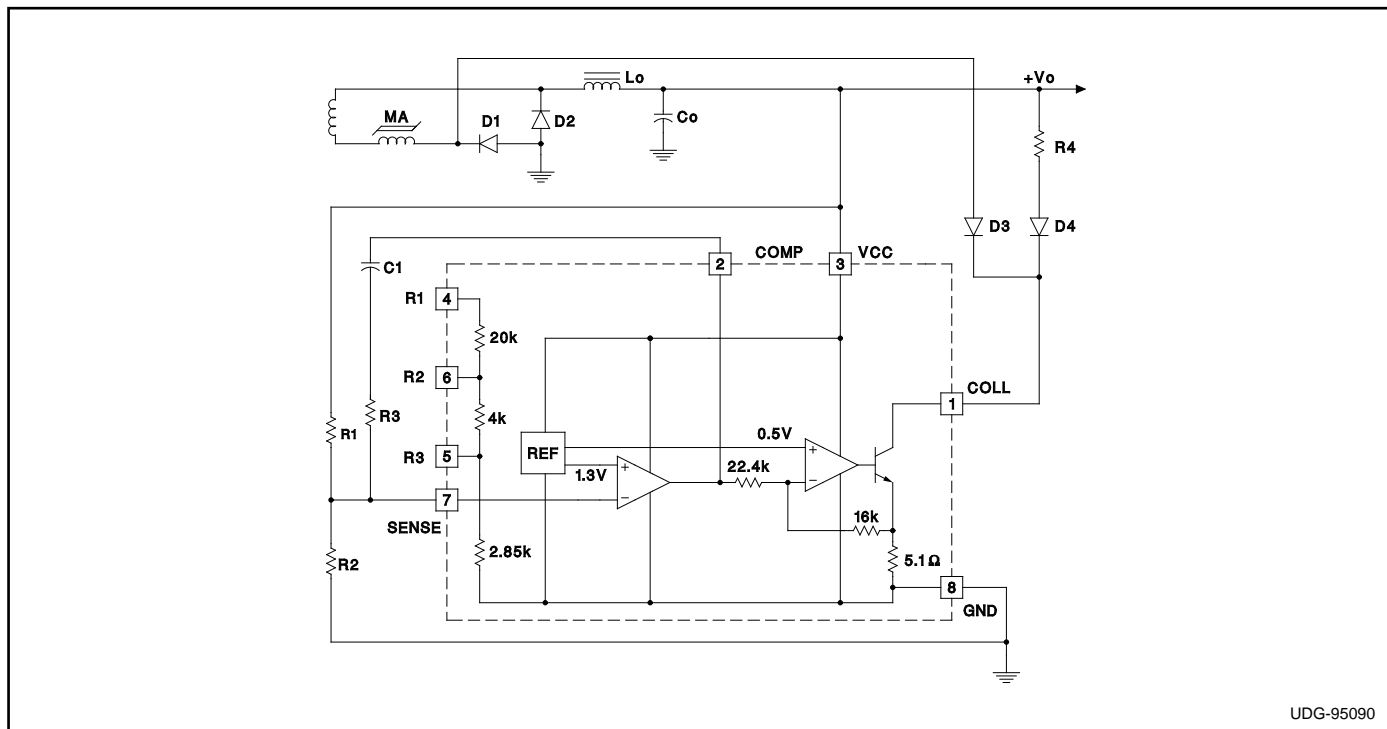 Lo
+Vo
MA
D1
D2
Co
R4
D3
D4
C1
2
COMP
3
VCC
R1
4
20k
R2
6
4k
COLL
1
R3
R1
R3
5
REF
0.5V
1.3V
+
−
22.4k
+
−
7
SENSE
16k
R2
2.85k
5.1Ω
8
GND
UDG-95090